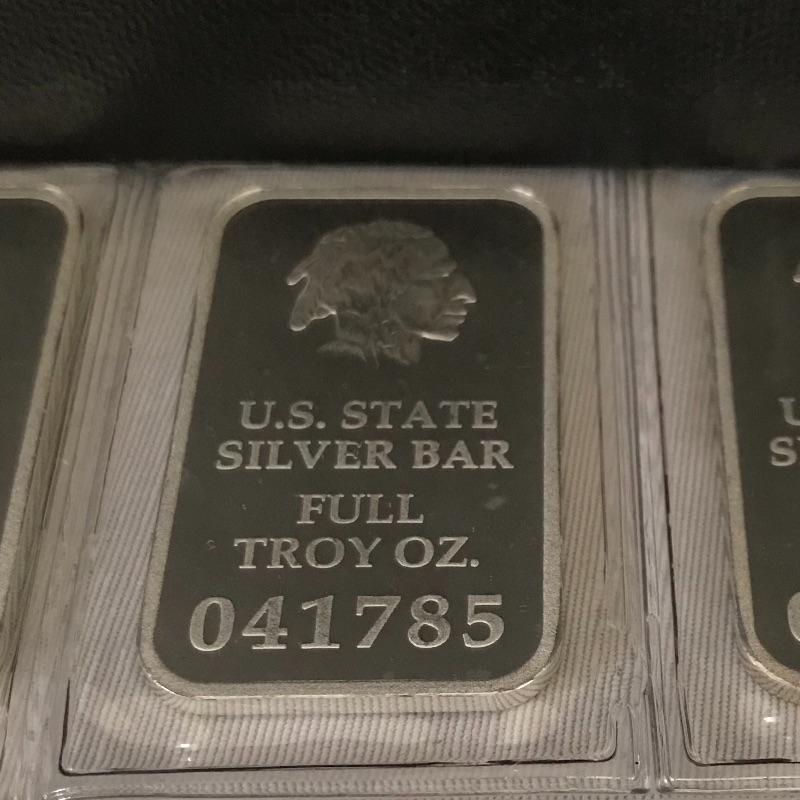 U.S. STATE
SILVER BAR
FULL
TROY OZ.
041785